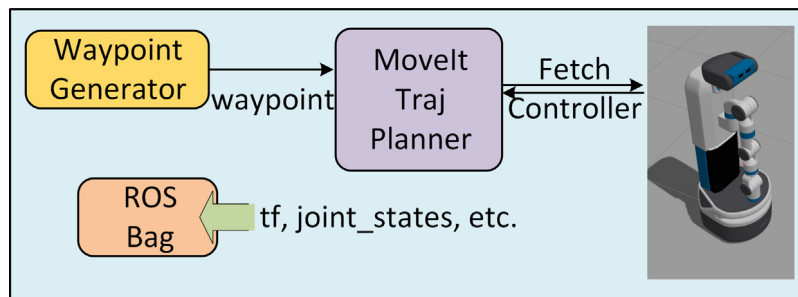 Waypoint
Generator
waypoint
MoveIt
Traj
Planner
Fetch
Controller
ROS
Bag
tf, joint_states, etc.